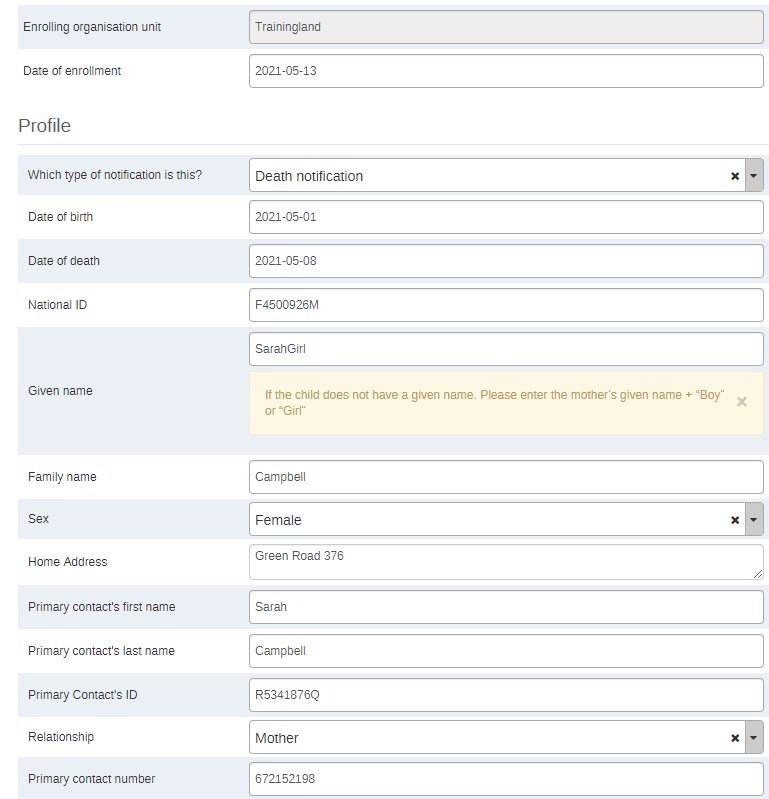 Enrolling organisation unit Trainingland
Date of enrollment 2021-05-13
Profile
Which type of notification is this? Death notification
Date of birth 2021-05-01
Date of death 2021-05-08
National ID F4500926M
Given name SarahGirl
If the child does not have a given name. Please enter the mother’s given name + “Boy”
or “Girl”
Family name Campbell
Sex Female
Home Address Green Road 376
Primary contact's first name Sarah
Primary contact's last name Campbell
Primary Contact's ID R5341876Q
Relationship Mother
Primary contact number 672152198